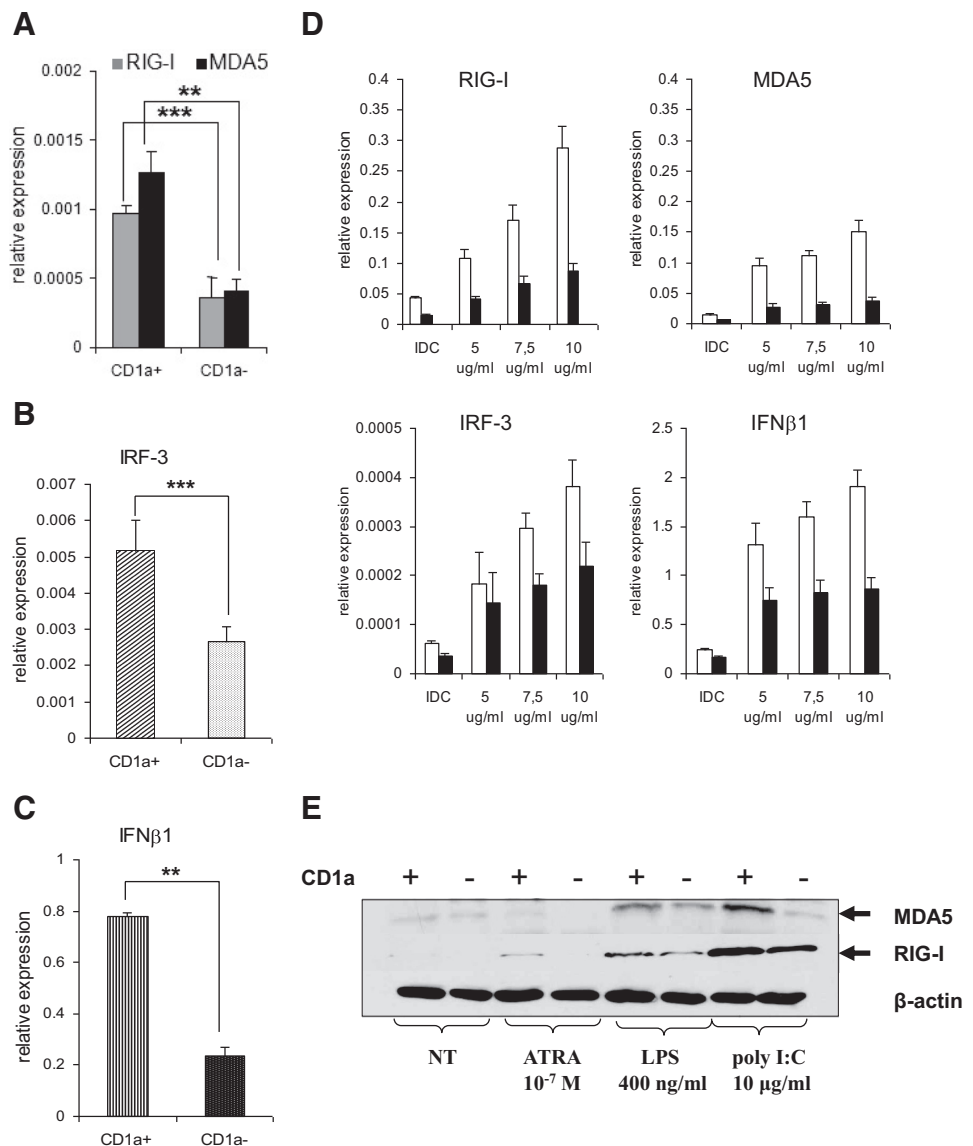 A
RIG-I MDA5
0.002
0.0015
0.001
0.0005
0
relative expression
**
***
CD1a+ CD1a-
B
IRF-3
0.007
0.006
0.005
0.004
0.003
0.002
0.001
0
relative expression
***
CD1a+ CD1a-
C
IFNβ1
1
0.8
0.6
0.4
0.2
0
relative expression
**
CD1a+ CD1a-
D
RIG-I
0.4
0.35
0.3
0.25
0.2
0.15
0.1
0.05
0
relative expression
IDC 5 7,5 10
ug/ml ug/ml ug/ml
MDA5
0.4
0.35
0.3
0.25
0.2
0.15
0.1
0.05
0
relative expression
IDC 5 7,5 10
ug/ml ug/ml ug/ml
IRF-3
0.0005
0.0004
0.0003
0.0002
0.0001
0
relative expression
IDC 5 7,5 10
ug/ml ug/ml ug/ml
IFNβ1
2.5
2
1.5
1
0.5
0
relative expression
IDC 5 7,5 10
ug/ml ug/ml ug/ml
E
CD1a + - + - + - + -
MDA5
RIG-I
β-actin
NT ATRA LPS poly I:C
10⁻⁷ M 400 ng/ml 10 µg/ml